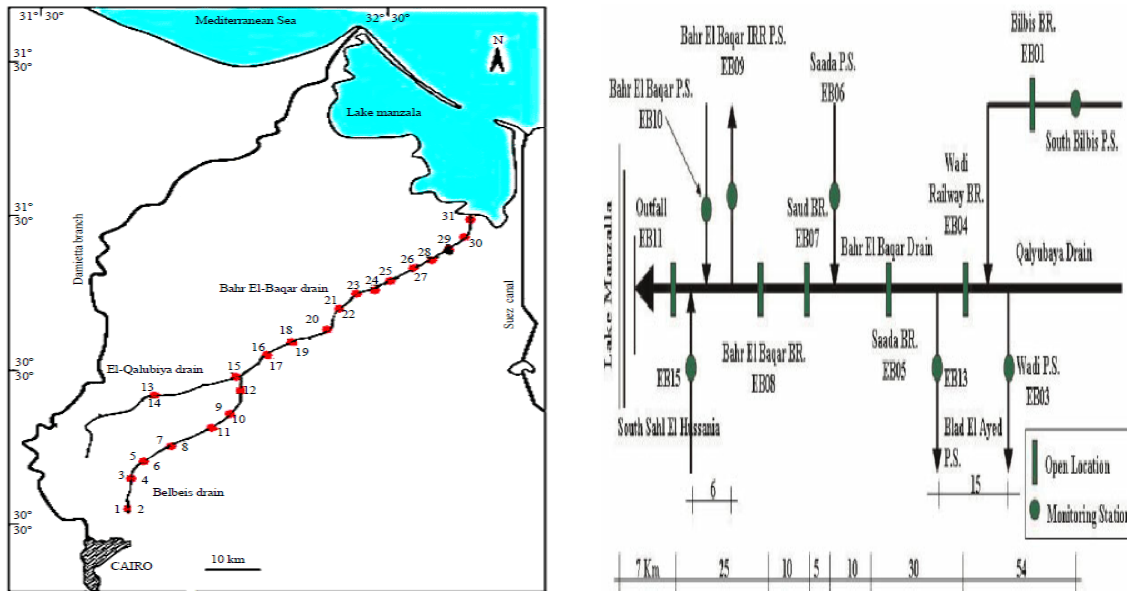 31° 30'
32° 30'
Mediterranean Sea
N
31°
30°
Lake manzala
31°
30°
Damietta branch
Suez canal
Bahr El-Baqar drain
31
30
29
28
27
26
25
24
23
22
21
20
19
18
17
16
15
El-Qalubiya drain
13
14
12
9
10
11
7
8
5
6
3
4
Belbeis drain
1
2
30°
30°
30°
30°
CAIRO
10 km
Bahr El Baqar IRR P.S.
EB09
Bilbis BR.
EB01
Saada P.S.
EB06
Bahr El Baqar P.S.
EB10
South Bilbis P.S.
Wadi
Railway BR.
EB04
Outfall
EB11
Saud BR.
EB07
Bahr El Baqar Drain
Qalyubaya Drain
Lake Manzalla
EB15
Bahr El Baqar BR.
EB08
Saada BR.
EB05
EB13
Wadi P.S.
EB03
South Sahl El Hussania
Blad El Ayed
P.S.
Open Location
Monitoring Station
6
15
7 Km
25
10
5
10
30
54